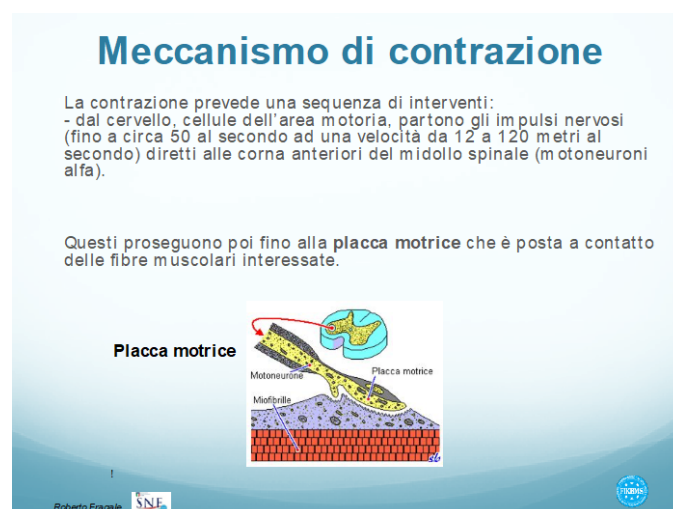 Meccanismo di contrazione
La contrazione prevede una sequenza di interventi:
- dal cervello, cellule dell'area motoria, partono gli impulsi nervosi
(fino a circa 50 al secondo ad una velocità da 12 a 120 metri al
secondo) diretti alle corna anteriori del midollo spinale (motoneuroni
alfa).
Questi proseguono poi fino alla placca motrice che è posta a contatto
delle fibre muscolari interessate.
Placca motrice
Motoneurone
Placca motrice
Miofibrille
sb
!
Roberto Fragale
SNF
FIKBMS